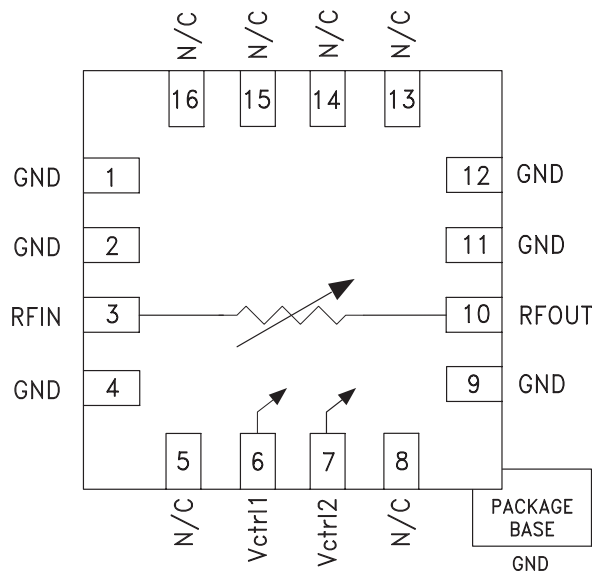 N/C N/C N/C N/C
16 15 14 13
GND 1 12 GND
GND 2 11 GND
RFIN 3 10 RFOUT
GND 4 9 GND
5 6 7 8
N/C Vctrl1 Vctrl2 N/C
PACKAGE
BASE
GND